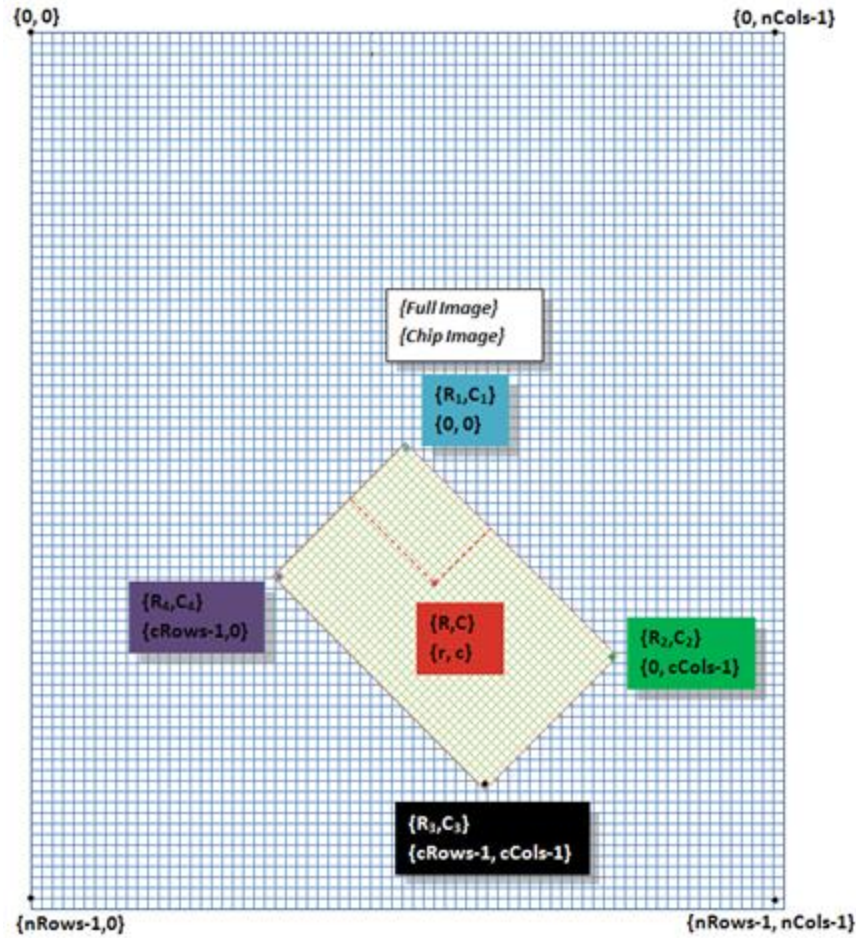 {0, 0}
{0, nCols-1}
{Full Image}
{Chip Image}
{R₁,C₁}
{0, 0}
{R₄,C₄}
{cRows-1,0}
{R,C}
{r, c}
{R₂,C₂}
{0, cCols-1}
{R₃,C₃}
{cRows-1, cCols-1}
{nRows-1,0}
{nRows-1, nCols-1}